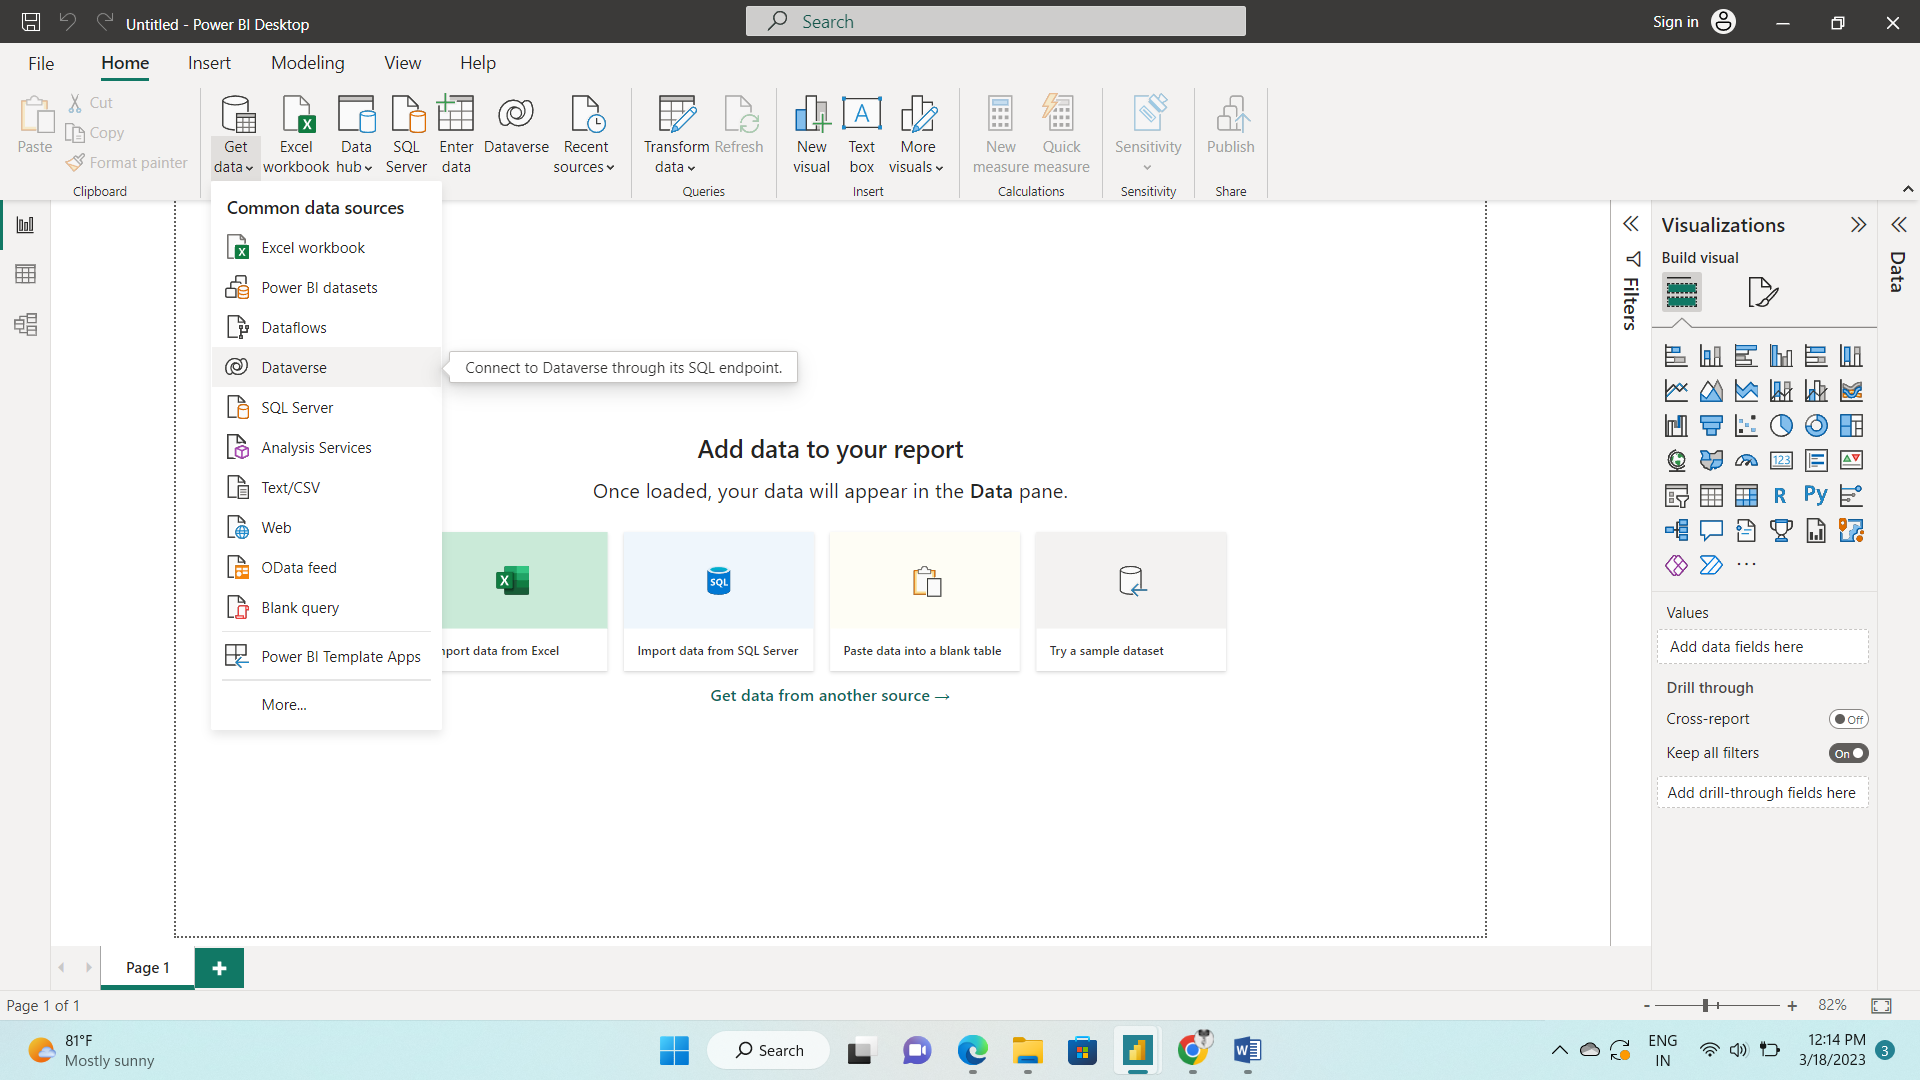 Untitled - Power BI Desktop
Search
Sign in
File
Home
Insert
Modeling
View
Help
Paste
Cut
Copy
Format painter
Clipboard
Get
data
Excel
workbook
Data
hub
SQL
Server
Enter
data
Dataverse
Recent
sources
Transform
data
Refresh
Queries
New
visual
Text
box
More
visuals
Insert
New
measure
Quick
measure
Calculations
Sensitivity
Sensitivity
Publish
Share
Common data sources
Excel workbook
Power BI datasets
Dataflows
Dataverse
Connect to Dataverse through its SQL endpoint.
SQL Server
Analysis Services
Text/CSV
Web
OData feed
Blank query
Power BI Template Apps
More...
Add data to your report
Once loaded, your data will appear in the Data pane.
SQL
nport data from Excel
Import data from SQL Server
Paste data into a blank table
Try a sample dataset
Get data from another source →
Filters
Visualizations
Build visual
123
R
Py
Values
Add data fields here
Drill through
Cross-report
Off
Keep all filters
On
Add drill-through fields here
Data
Page 1
Page 1 of 1
- + 82%
81°F
Mostly sunny
Search
ENG
IN
12:14 PM
3/18/2023
3